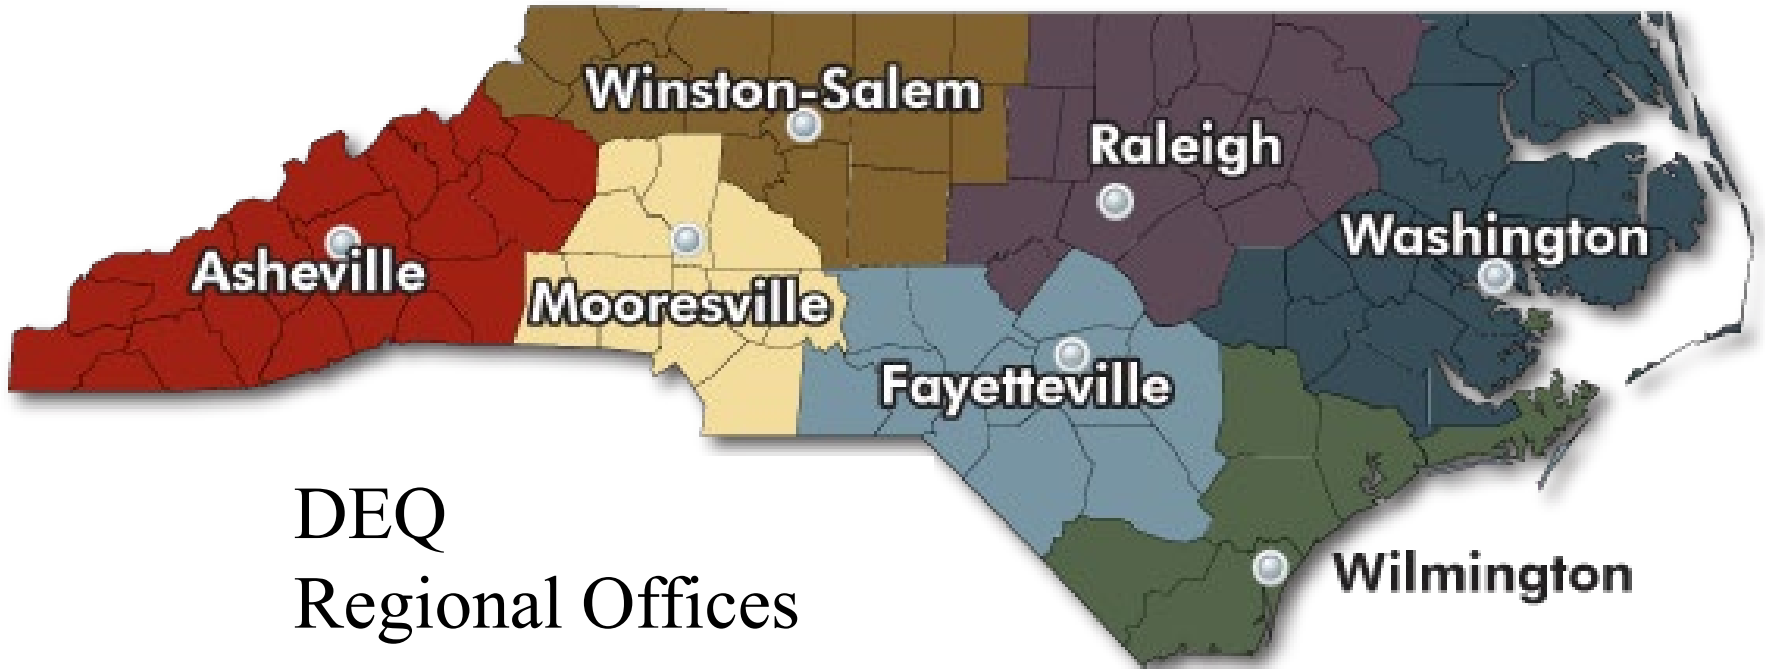 Winston-Salem
Raleigh
Washington
Asheville
Mooresville
Fayetteville
DEQ
Regional Offices
Wilmington